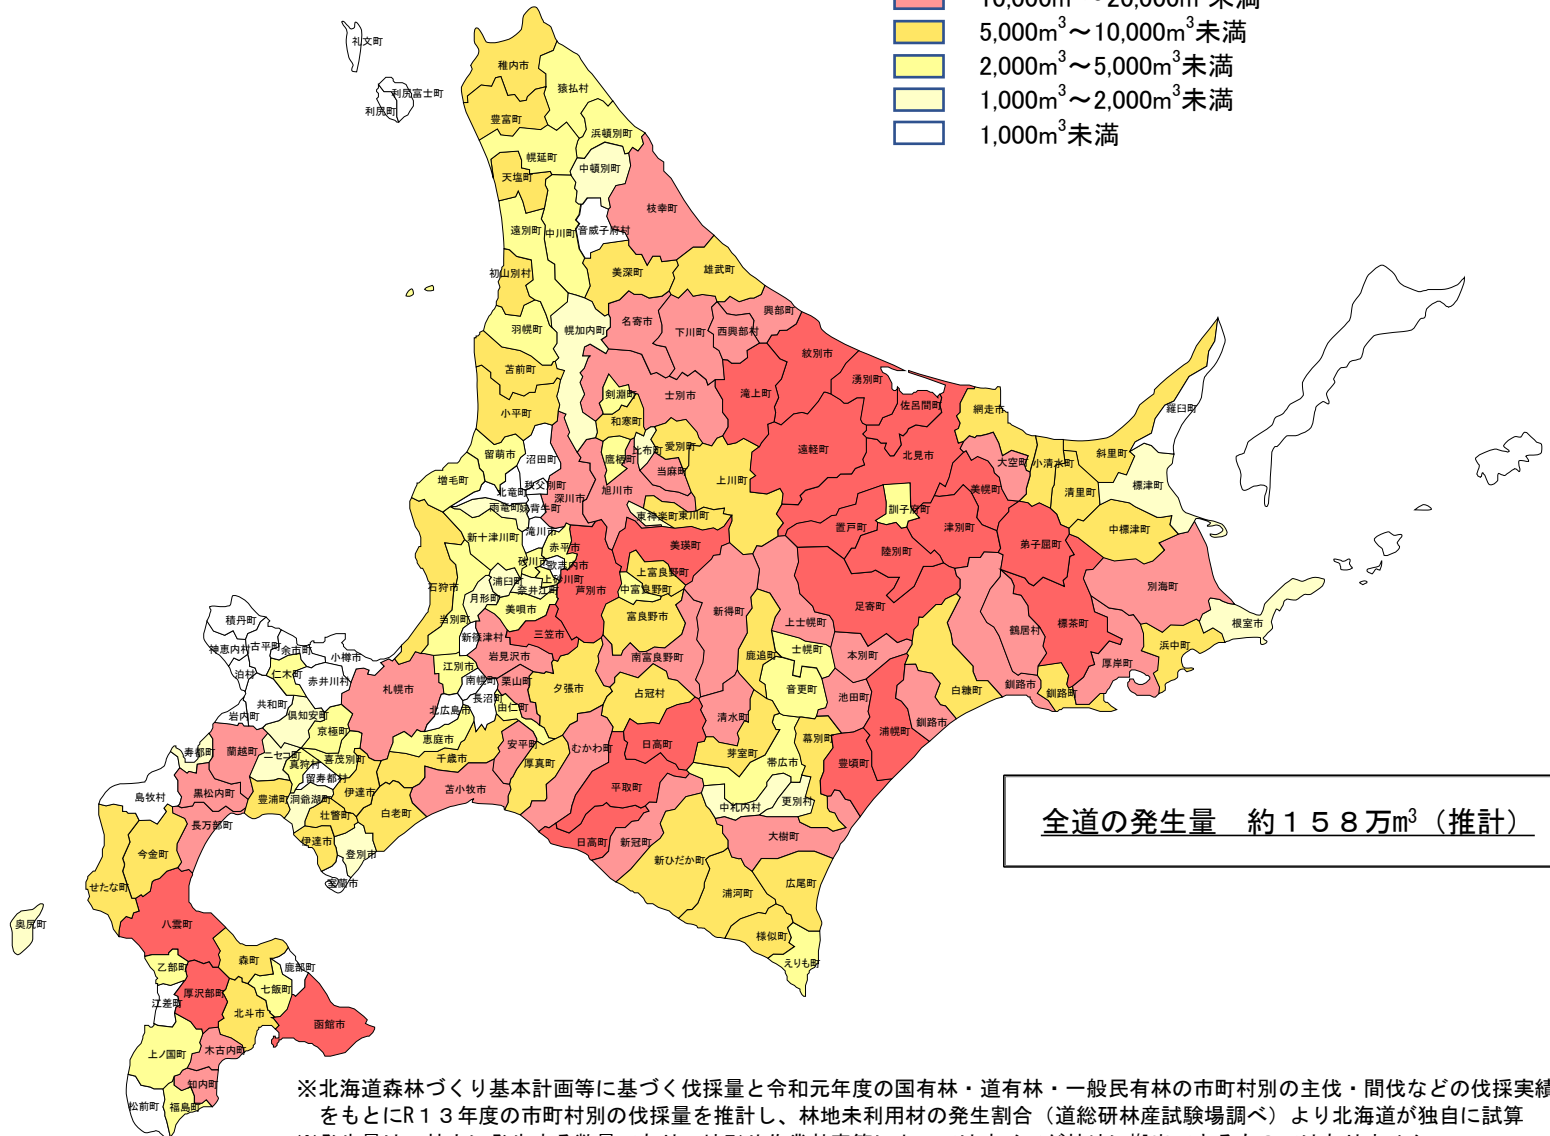 10,000m³～20,000m³未満
5,000m³～10,000m³未満
2,000m³～5,000m³未満
1,000m³～2,000m³未満
1,000m³未満
礼文町
利尻富士町
利尻町
稚内市
猿払村
豊富町
浜頓別町
幌延町
中頓別町
天塩町
枝幸町
遠別町
中川町
音威子府村
初山別村
美深町
雄武町
羽幌町
幌加内町
名寄市
下川町
西興部村
興部町
紋別市
苫前町
剣淵町
士別市
滝上町
湧別町
佐呂間町
網走市
羅臼町
小平町
和寒町
留萌市
沼田町
鷹栖町
比布町
愛別町
当麻町
上川町
遠軽町
北見市
大空町
小清水町
斜里町
増毛町
北竜町
秩父別町
深川市
旭川市
美幌町
清里町
標津町
雨竜町
妹背牛町
東神楽町
東川町
訓子府町
置戸町
津別町
中標津町
新十津川町
滝川市
赤平市
美瑛町
陸別町
弟子屈町
石狩市
砂川市
歌志内市
上砂川町
浦臼町
奈井江町
芦別市
上富良野町
中富良野町
別海町
月形町
美唄市
富良野市
新得町
足寄町
当別町
新篠津村
三笠市
上士幌町
鶴居村
標茶町
根室市
積丹町
神恵内村
古平町
余市町
小樽市
泊村
仁木町
赤井川村
江別市
岩見沢市
南富良野町
鹿追町
士幌町
本別町
厚岸町
浜中町
札幌市
南幌町
栗山町
長沼町
夕張市
占冠村
音更町
池田町
白糠町
釧路市
釧路町
共和町
岩内町
倶知安町
京極町
北広島市
由仁町
清水町
浦幌町
釧路市
寿都町
蘭越町
ニセコ町
真狩村
喜茂別町
留寿都村
恵庭市
千歳市
安平町
厚真町
むかわ町
日高町
芽室町
帯広市
幕別町
豊頃町
島牧村
黒松内町
豊浦町
洞爺湖町
伊達市
白老町
苫小牧市
平取町
中札内村
更別村
全道の発生量　約１５８万m³（推計）
長万部町
壮瞥町
伊達市
登別市
日高町
新冠町
大樹町
今金町
せたな町
室蘭市
新ひだか町
浦河町
広尾町
奥尻町
八雲町
様似町
えりも町
乙部町
森町
鹿部町
江差町
厚沢部町
七飯町
北斗市
函館市
上ノ国町
木古内町
知内町
松前町
福島町
※北海道森林づくり基本計画等に基づく伐採量と令和元年度の国有林・道有林・一般民有林の市町村別の主伐・間伐などの伐採実績
をもとにR１３年度の市町村別の伐採量を推計し、林地未利用材の発生割合（道総研林産試験場調べ）より北海道が独自に試算